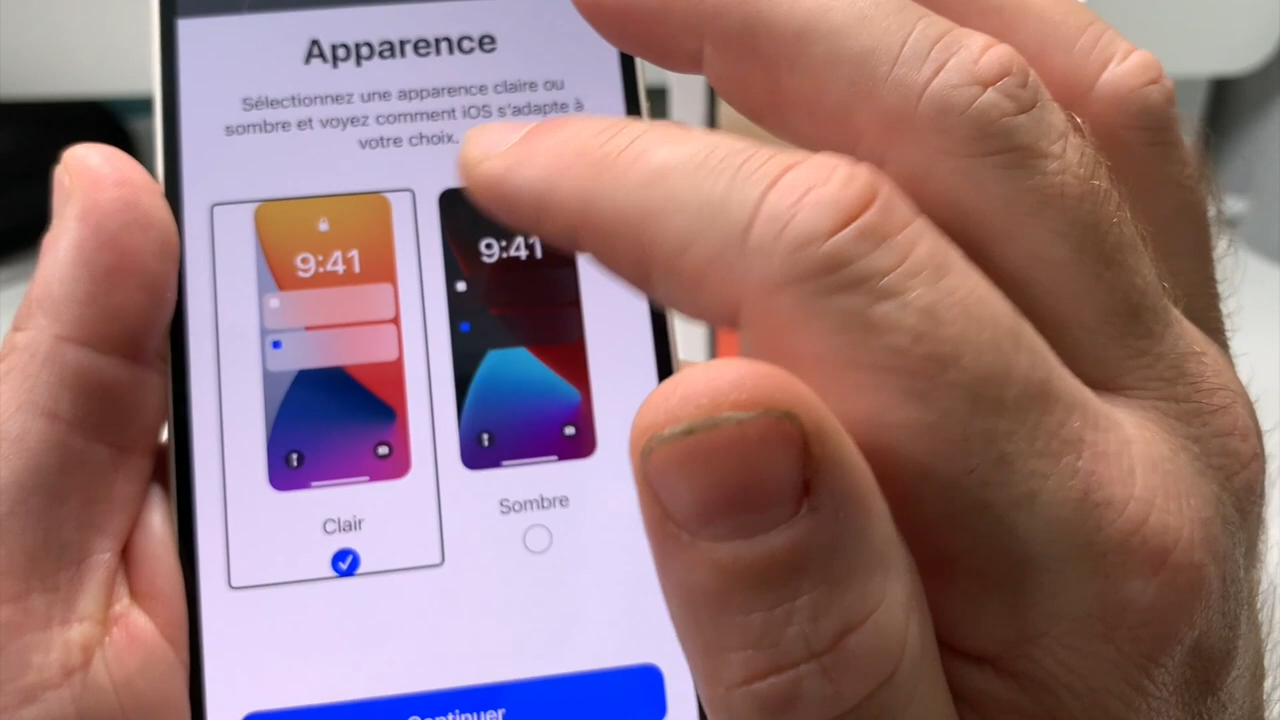 Apparence
Sélectionnez une apparence claire ou
sombre et voyez comment iOS s'adapte à
votre choix.
9:41
9:41
Clair
Sombre
Continuer